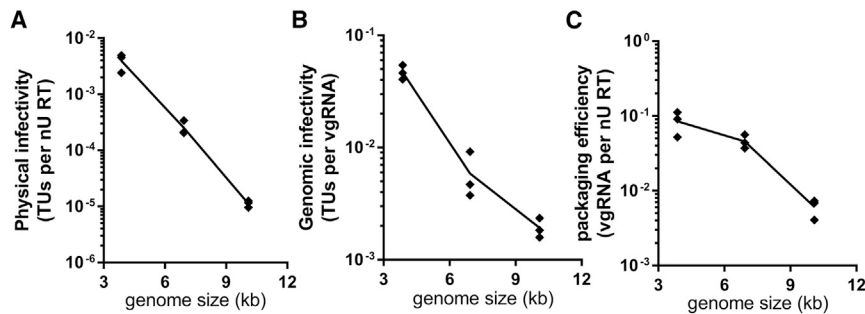 A
Physical infectivity
(TUs per nU RT)
10-2
10-3
10-4
10-5
10-6
3 6 9 12
genome size (kb)
B
Genomic infectivity
(TUs per vgRNA)
10-1
10-2
10-3
3 6 9 12
genome size (kb)
C
packaging efficiency
(vgRNA per nU RT)
100
10-1
10-2
10-3
3 6 9 12
genome size (kb)